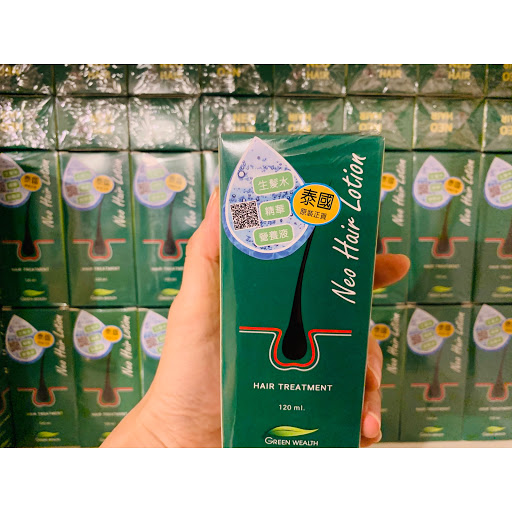 生髮水
精華
營養液
泰國
原裝正貨
Neo Hair Lotion
HAIR TREATMENT
120 ml.
GREEN WEALTH